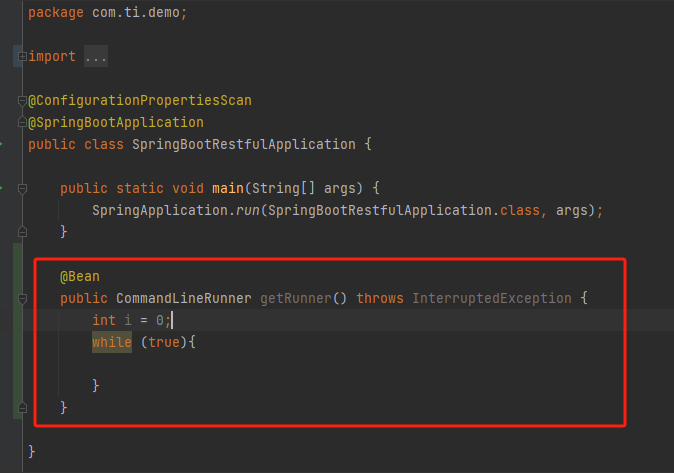 package com.ti.demo;
import ...
@ConfigurationPropertiesScan
@SpringBootApplication
public class SpringBootRestfulApplication {
public static void main(String[] args) {
SpringApplication.run(SpringBootRestfulApplication.class, args);
}
@Bean
public CommandLineRunner getRunner() throws InterruptedException {
int i = 0;
while (true){
}
}
}